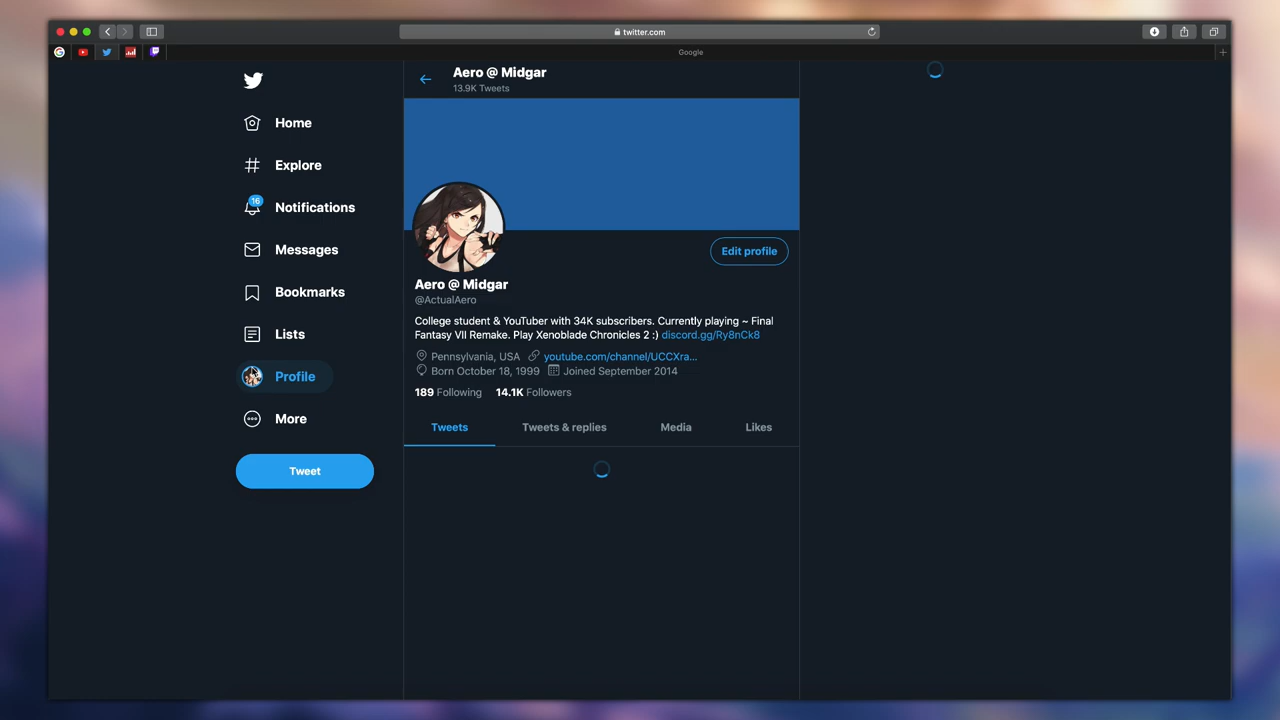 twitter.com
Google
Aero @ Midgar
13.9K Tweets
Home
Explore
16
Notifications
Messages
Bookmarks
Lists
Profile
More
Tweet
Edit profile
Aero @ Midgar
@ActualAero
College student & YouTuber with 34K subscribers. Currently playing ~ Final
Fantasy VII Remake. Play Xenoblade Chronicles 2 :) discord.gg/Ry8nCk8
Pennsylvania, USA youtube.com/channel/UCCXra...
Born October 18, 1999 Joined September 2014
189 Following 14.1K Followers
Tweets Tweets & replies Media Likes